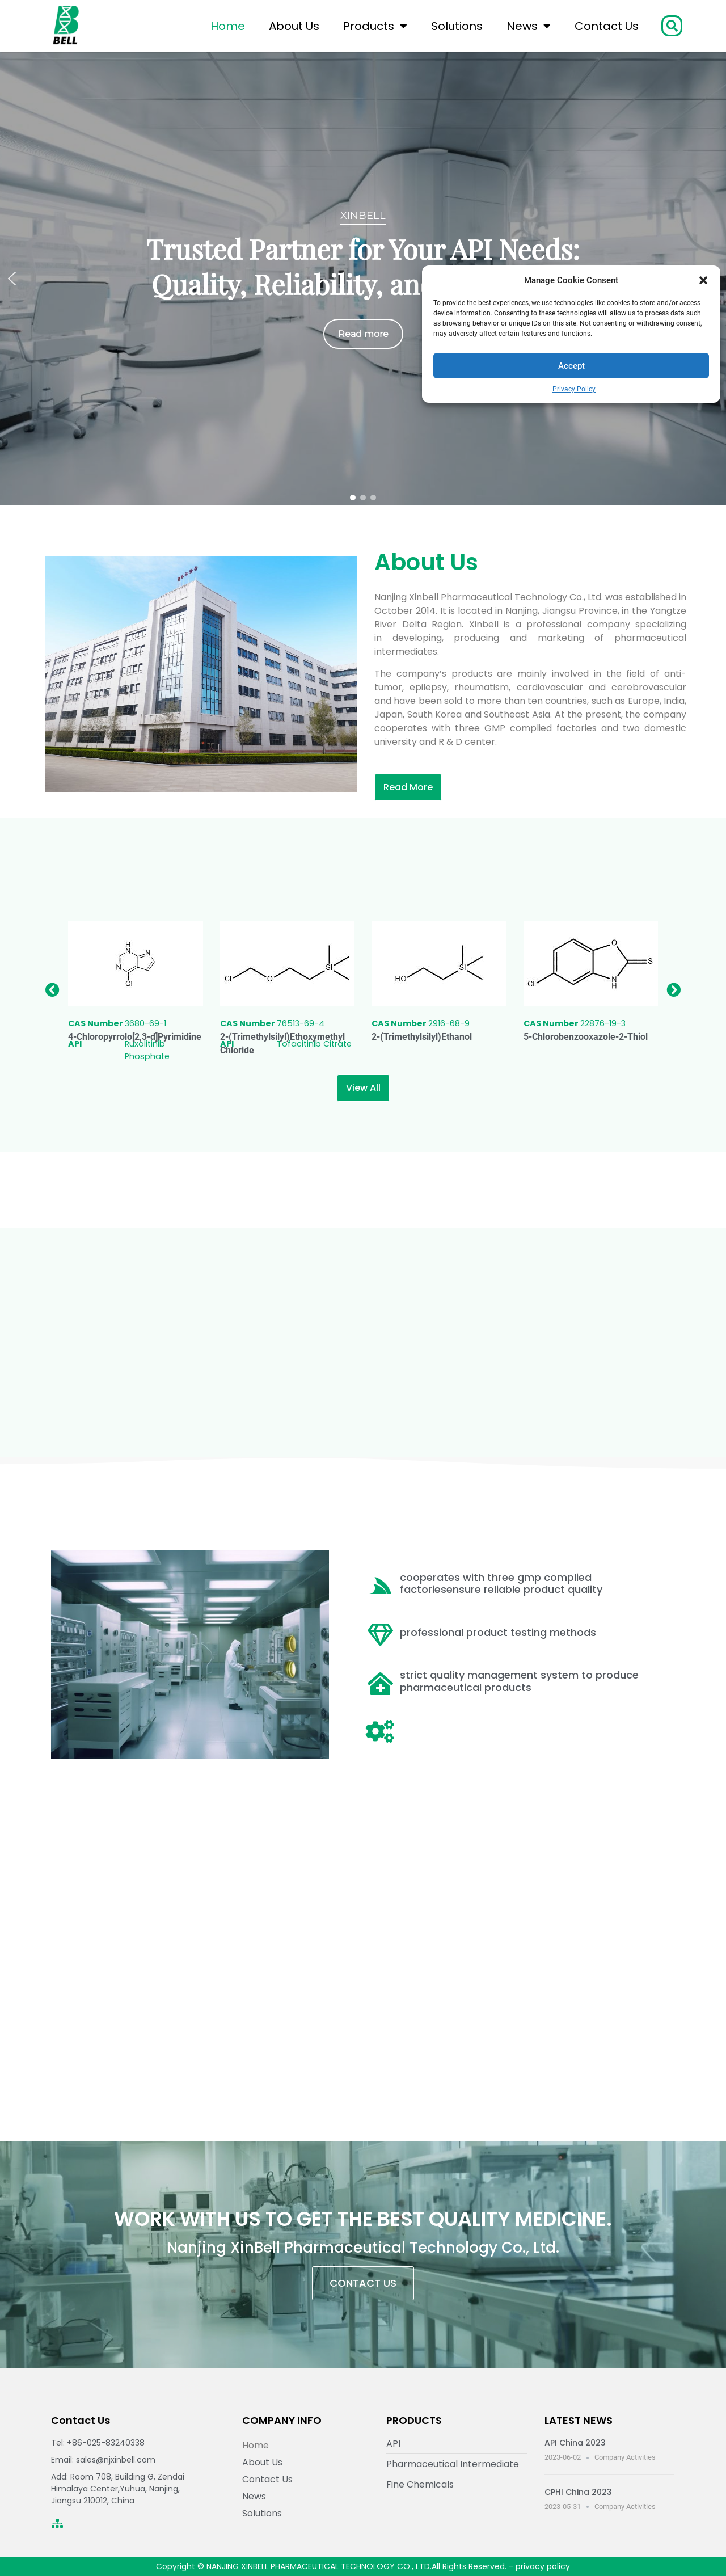 BELL
Home
About Us
Products
Solutions
News
Contact Us
XINBELL
Trusted Partner for Your API Needs:
Quality, Reliability, and
Read more
Manage Cookie Consent
To provide the best experiences, we use technologies like cookies to store and/or access
device information. Consenting to these technologies will allow us to process data such
as browsing behavior or unique IDs on this site. Not consenting or withdrawing consent,
may adversely affect certain features and functions.
Accept
Privacy Policy
About Us
Nanjing Xinbell Pharmaceutical Technology Co., Ltd. was established in
October 2014. It is located in Nanjing, Jiangsu Province, in the Yangtze
River Delta Region. Xinbell is a professional company specializing
in developing, producing and marketing of pharmaceutical
intermediates.
The company's products are mainly involved in the field of anti-
tumor, epilepsy, rheumatism, cardiovascular and cerebrovascular
and have been sold to more than ten countries, such as Europe, India,
Japan, South Korea and Southeast Asia. At the present, the company
cooperates with three GMP complied factories and two domestic
university and R & D center.
Read More
H
N
N
N
Cl
Cl
O
Si
HO
Si
O
S
N
H
Cl
CAS Number 3680-69-1
4-Chloropyrrolo[2,3-d]Pyrimidine
API Ruxolitinib
Phosphate
CAS Number 76513-69-4
2-(Trimethylsilyl)Ethoxymethyl
Chloride
API Tofacitinib Citrate
CAS Number 2916-68-9
2-(Trimethylsilyl)Ethanol
CAS Number 22876-19-3
5-Chlorobenzooxazole-2-Thiol
View All
cooperates with three gmp complied
factoriesensure reliable product quality
professional product testing methods
strict quality management system to produce
pharmaceutical products
WORK WITH US TO GET THE BEST QUALITY MEDICINE.
Nanjing XinBell Pharmaceutical Technology Co., Ltd.
CONTACT US
Contact Us
Tel: +86-025-83240338
Email: sales@njxinbell.com
Add: Room 708, Building G, Zendai
Himalaya Center,Yuhua, Nanjing,
Jiangsu 210012, China
COMPANY INFO
Home
About Us
Contact Us
News
Solutions
PRODUCTS
API
Pharmaceutical Intermediate
Fine Chemicals
LATEST NEWS
API China 2023
2023-06-02 • Company Activities
CPHI China 2023
2023-05-31 • Company Activities
Copyright © NANJING XINBELL PHARMACEUTICAL TECHNOLOGY CO., LTD.All Rights Reserved. - privacy policy